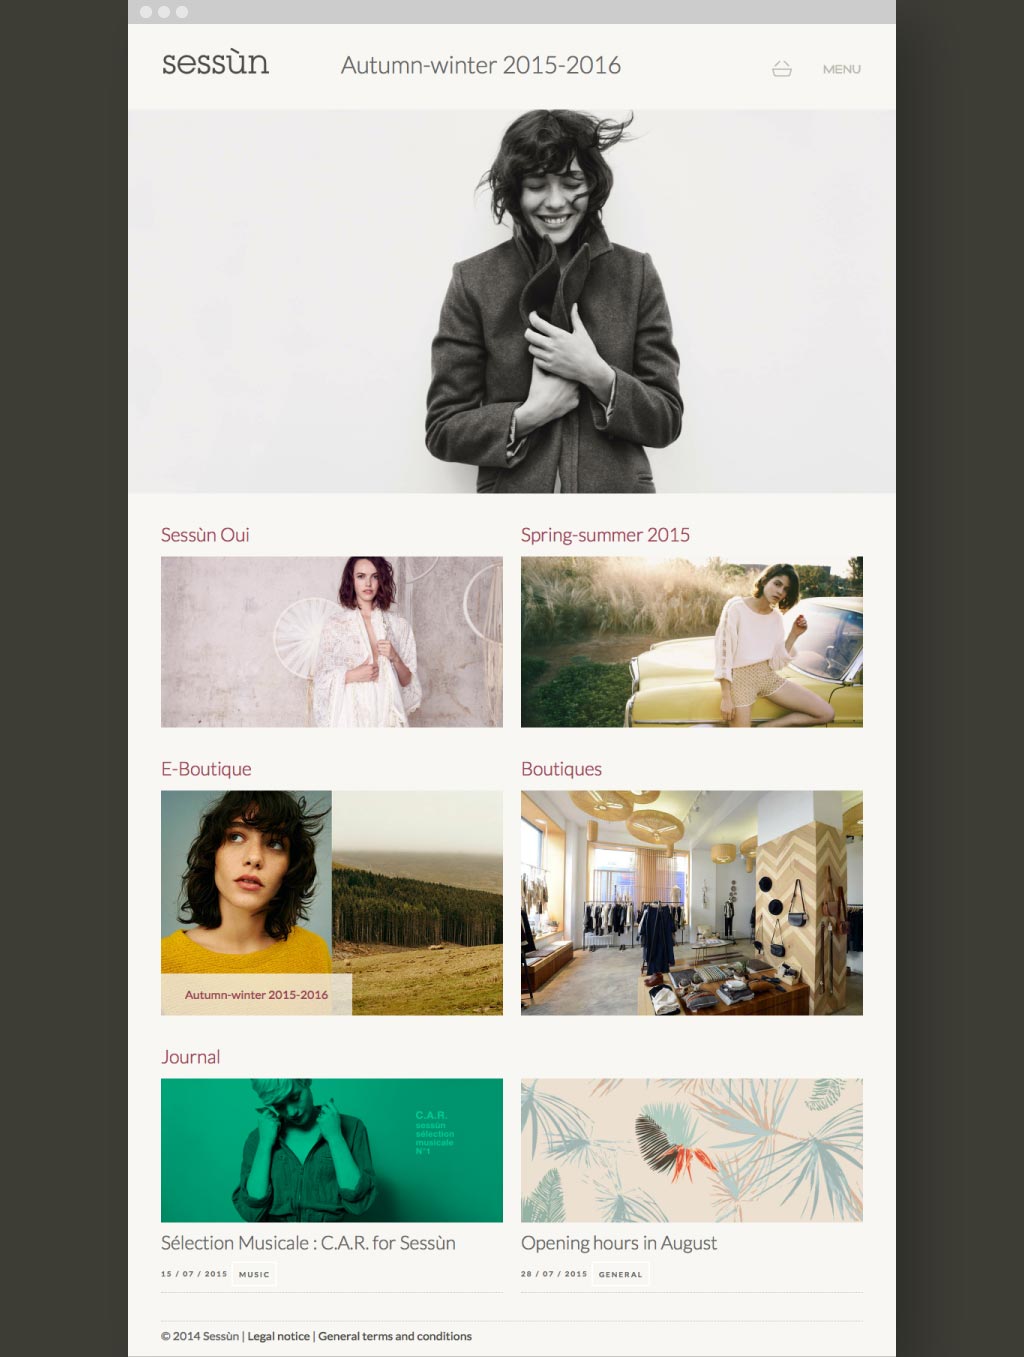 sessùn
Autumn-winter 2015-2016
MENU
Sessùn Oui
Spring-summer 2015
E-Boutique
Boutiques
Autumn-winter 2015-2016
Journal
C.A.R.
sessùn
sélection
musicale
N°1
Sélection Musicale : C.A.R. for Sessùn
15 / 07 / 2015 MUSIC
Opening hours in August
28 / 07 / 2015 GENERAL
© 2014 Sessùn | Legal notice | General terms and conditions